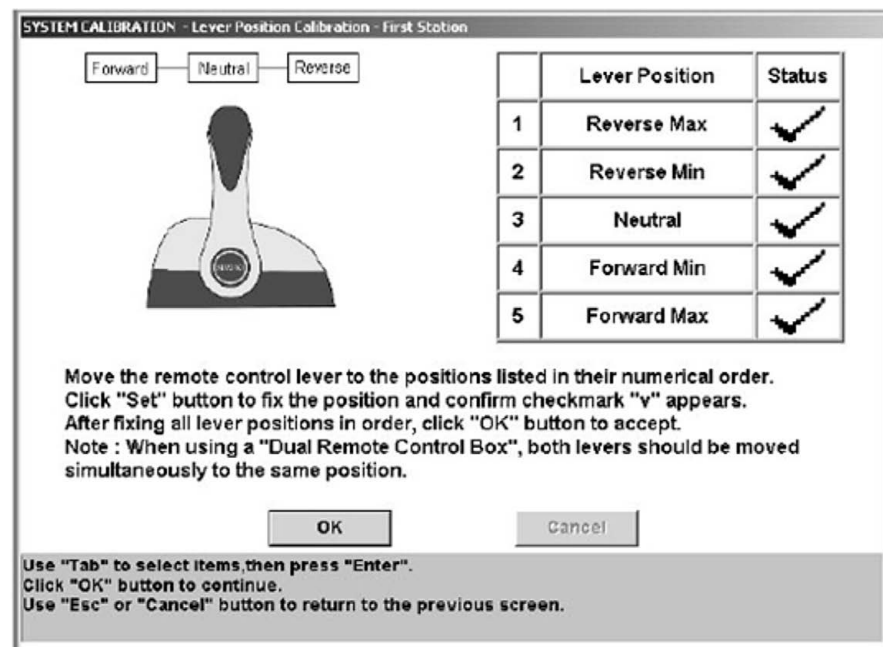 SYSTEM CALIBRATION - Lever Position Calibration - First Station
Forward Neutral Reverse
Lever Position Status
1 Reverse Max
2 Reverse Min
3 Neutral
4 Forward Min
5 Forward Max
Move the remote control lever to the positions listed in their numerical order.
Click "Set" button to fix the position and confirm checkmark "v" appears.
After fixing all lever positions in order, click "OK" button to accept.
Note : When using a "Dual Remote Control Box", both levers should be moved
simultaneously to the same position.
OK Cancel
Use "Tab" to select items,then press "Enter".
Click "OK" button to continue.
Use "Esc" or "Cancel" button to return to the previous screen.